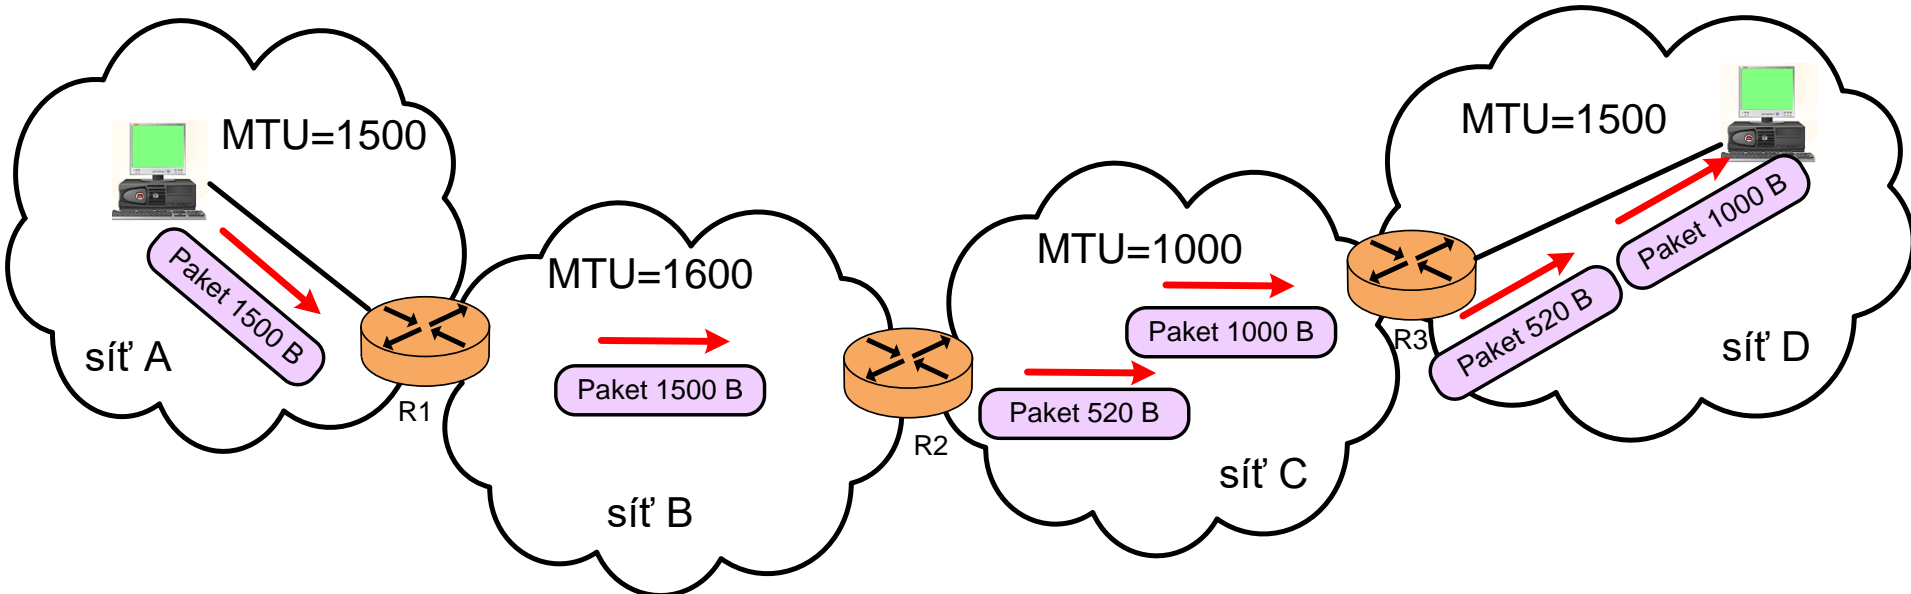 MTU=1500
Paket 1500 B
síť A
R1
MTU=1600
Paket 1500 B
síť B
R2
MTU=1000
Paket 1000 B
Paket 520 B
síť C
R3
MTU=1500
Paket 1000 B
Paket 520 B
síť D